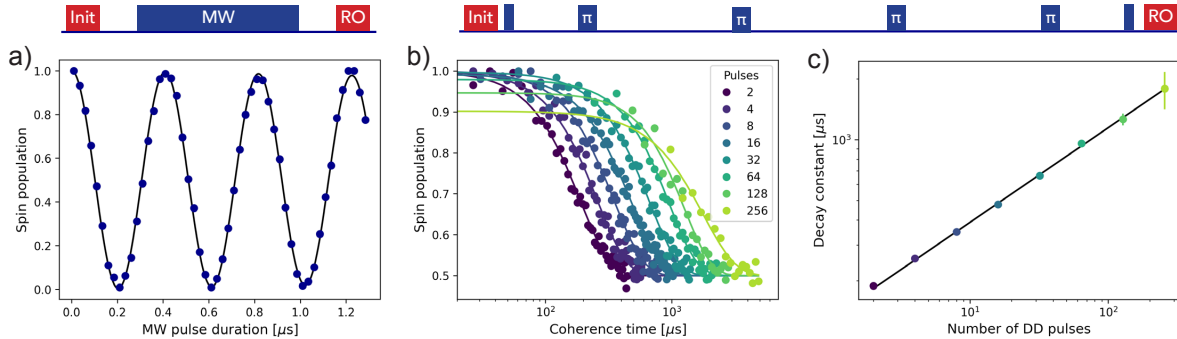 Init
MW
RO
Init
π
π
π
π
RO
a)
Spin population
1.0
0.8
0.6
0.4
0.2
0.0
0.0 0.2 0.4 0.6 0.8 1.0 1.2
MW pulse duration [μs]
b)
Spin population
1.0
0.9
0.8
0.7
0.6
0.5
10² 10³
Coherence time [μs]
Pulses
2
4
8
16
32
64
128
256
c)
Decay constant [μs]
10³
10¹ 10²
Number of DD pulses